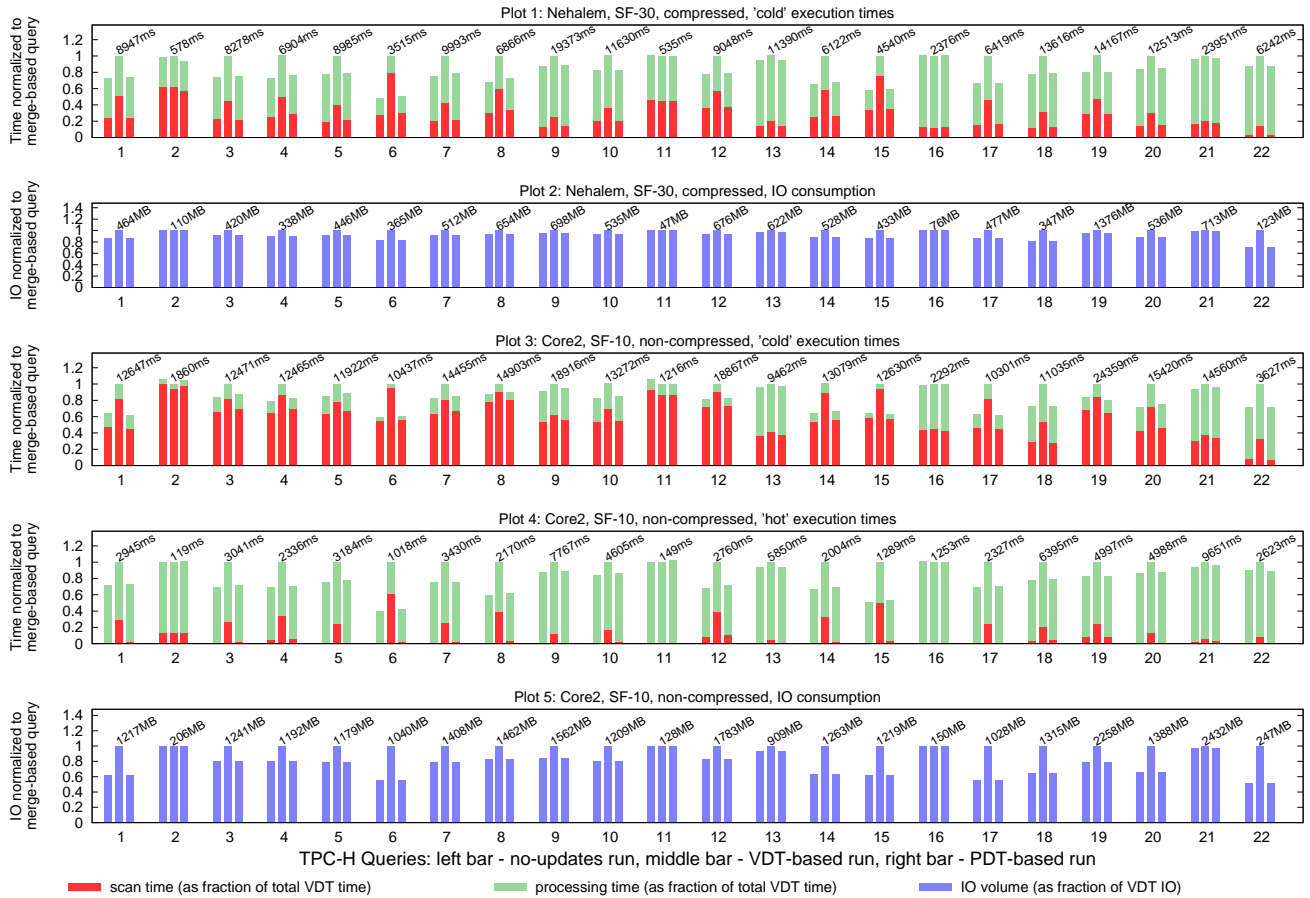 Plot 1: Nehalem, SF-30, compressed, 'cold' execution times
Time normalized to
merge-based query
1.2
1
0.8
0.6
0.4
0.2
0
8947ms 578ms 8278ms 6904ms 8985ms 3515ms 9993ms 6866ms 19373ms 11630ms 535ms 9048ms 11390ms 6122ms 4540ms 2376ms 6419ms 13616ms 14167ms 12513ms 23951ms 6242ms
1 2 3 4 5 6 7 8 9 10 11 12 13 14 15 16 17 18 19 20 21 22
Plot 2: Nehalem, SF-30, compressed, IO consumption
IO normalized to
merge-based query
1.4
1.2
1
0.8
0.6
0.4
0.2
0
464MB 110MB 420MB 338MB 446MB 365MB 512MB 654MB 698MB 535MB 47MB 676MB 622MB 528MB 433MB 76MB 477MB 347MB 1376MB 536MB 713MB 123MB
1 2 3 4 5 6 7 8 9 10 11 12 13 14 15 16 17 18 19 20 21 22
Plot 3: Core2, SF-10, non-compressed, 'cold' execution times
Time normalized to
merge-based query
1.2
1
0.8
0.6
0.4
0.2
0
12647ms 1860ms 12471ms 12465ms 11922ms 10437ms 14455ms 14903ms 18916ms 13272ms 1216ms 18867ms 9462ms 13079ms 12630ms 2292ms 10301ms 11035ms 24359ms 15420ms 14560ms 3627ms
1 2 3 4 5 6 7 8 9 10 11 12 13 14 15 16 17 18 19 20 21 22
Plot 4: Core2, SF-10, non-compressed, 'hot' execution times
Time normalized to
merge-based query
1.2
1
0.8
0.6
0.4
0.2
0
2945ms 119ms 3041ms 2336ms 3184ms 1018ms 3430ms 2170ms 7767ms 4605ms 149ms 2760ms 5850ms 2004ms 1289ms 1253ms 2327ms 6395ms 4997ms 4988ms 9651ms 2623ms
1 2 3 4 5 6 7 8 9 10 11 12 13 14 15 16 17 18 19 20 21 22
Plot 5: Core2, SF-10, non-compressed, IO consumption
IO normalized to
merge-based query
1.4
1.2
1
0.8
0.6
0.4
0.2
0
1217MB 206MB 1241MB 1192MB 1179MB 1040MB 1408MB 1462MB 1562MB 1209MB 128MB 1783MB 909MB 1263MB 1219MB 150MB 1028MB 1315MB 2258MB 1388MB 2432MB 247MB
1 2 3 4 5 6 7 8 9 10 11 12 13 14 15 16 17 18 19 20 21 22
TPC-H Queries: left bar - no-updates run, middle bar - VDT-based run, right bar - PDT-based run
scan time (as fraction of total VDT time) processing time (as fraction of total VDT time) IO volume (as fraction of VDT IO)